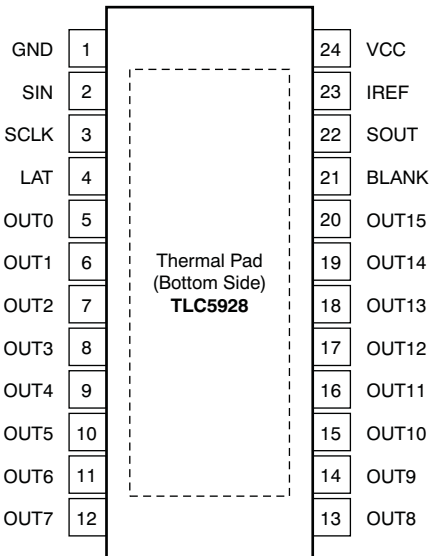 GND 1 24 VCC
SIN 2 23 IREF
SCLK 3 22 SOUT
LAT 4 21 BLANK
OUT0 5 20 OUT15
OUT1 6 Thermal Pad 19 OUT14
(Bottom Side)
OUT2 7 TLC5928 18 OUT13
OUT3 8 17 OUT12
OUT4 9 16 OUT11
OUT5 10 15 OUT10
OUT6 11 14 OUT9
OUT7 12 13 OUT8